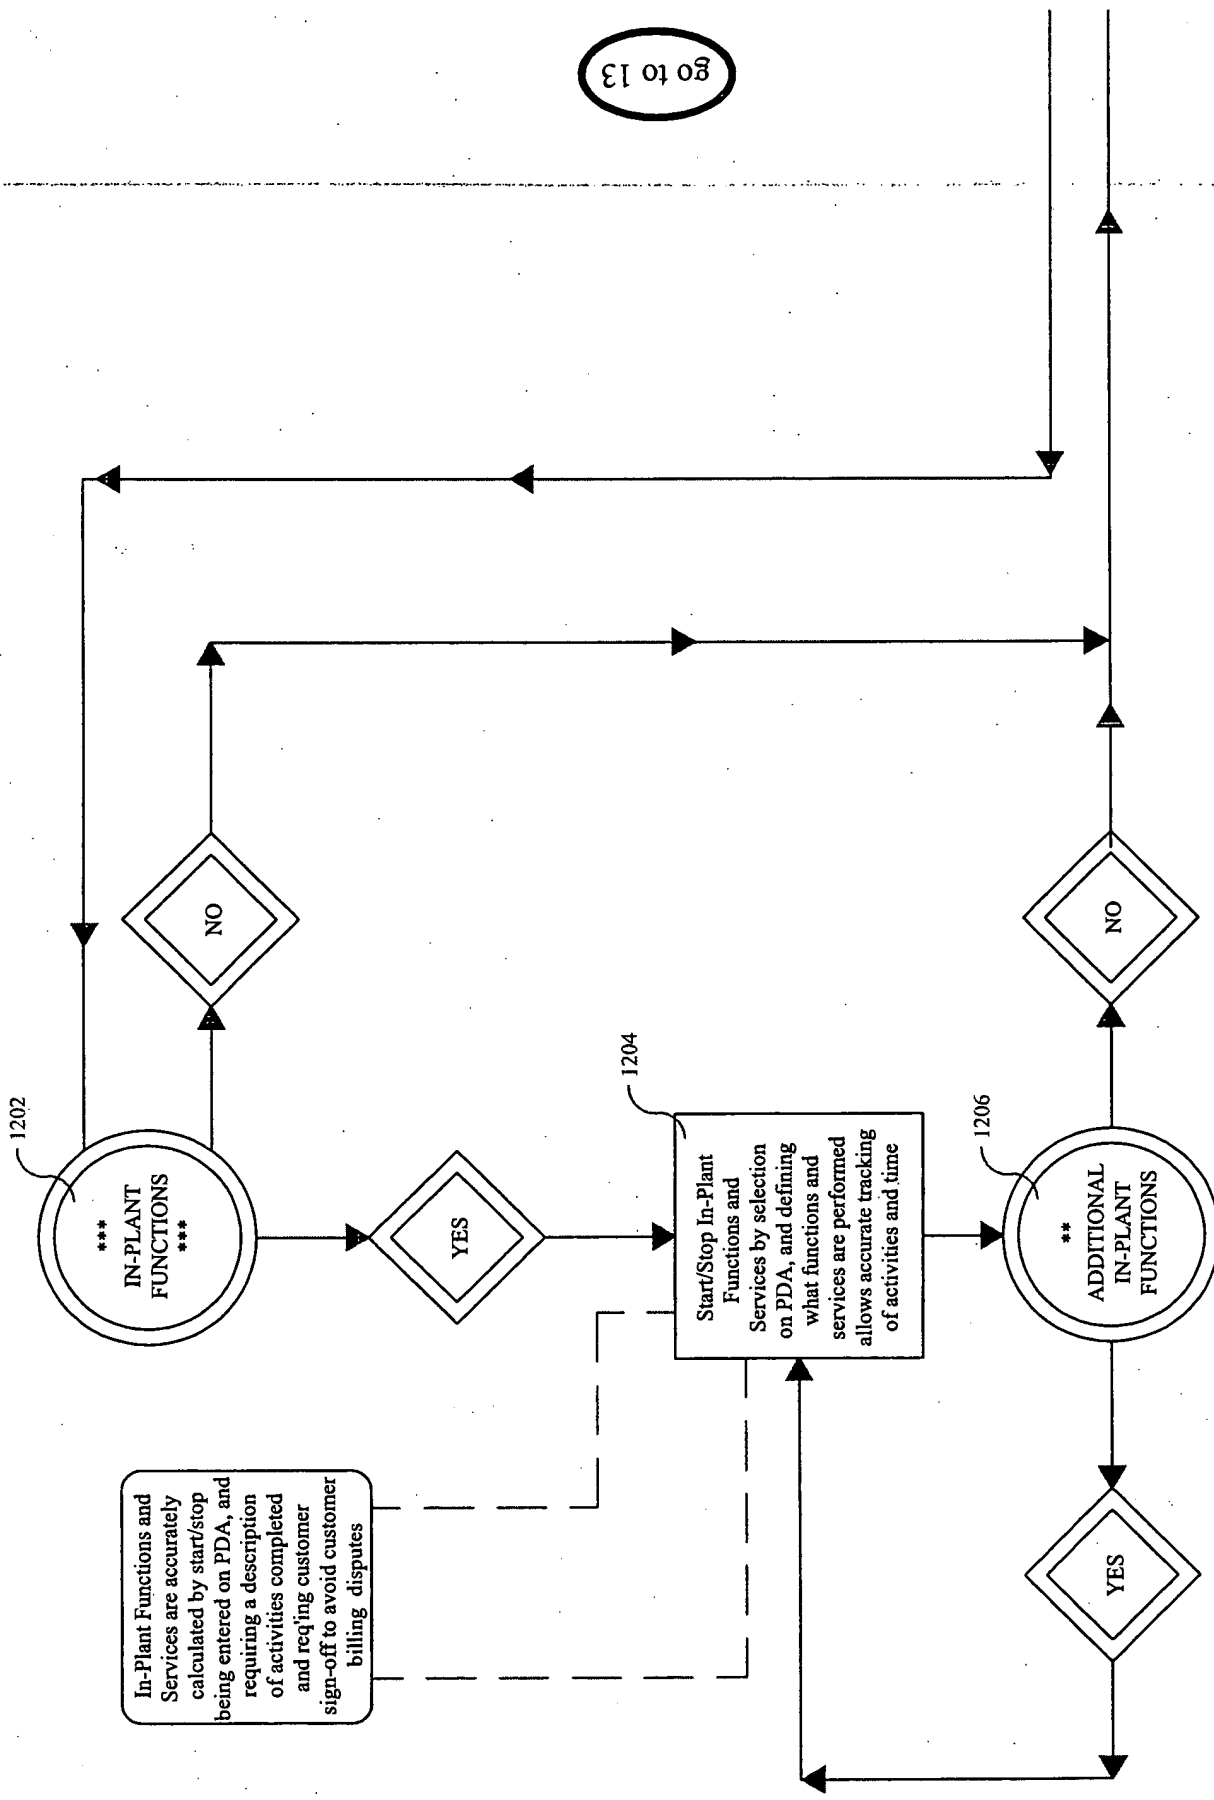 go to 13
1202
***
IN-PLANT
FUNCTIONS
***
NO
YES
1204
Start/Stop In-Plant
Functions and
Services by selection
on PDA, and defining
what functions and
services are performed
allows accurate tracking
of activities and time
In-Plant Functions and
Services are accurately
calculated by start/stop
being entered on PDA, and
requiring a description
of activities completed
and req'ing customer
sign-off to avoid customer
billing disputes
1206
**
ADDITIONAL
IN-PLANT
FUNCTIONS
NO
YES